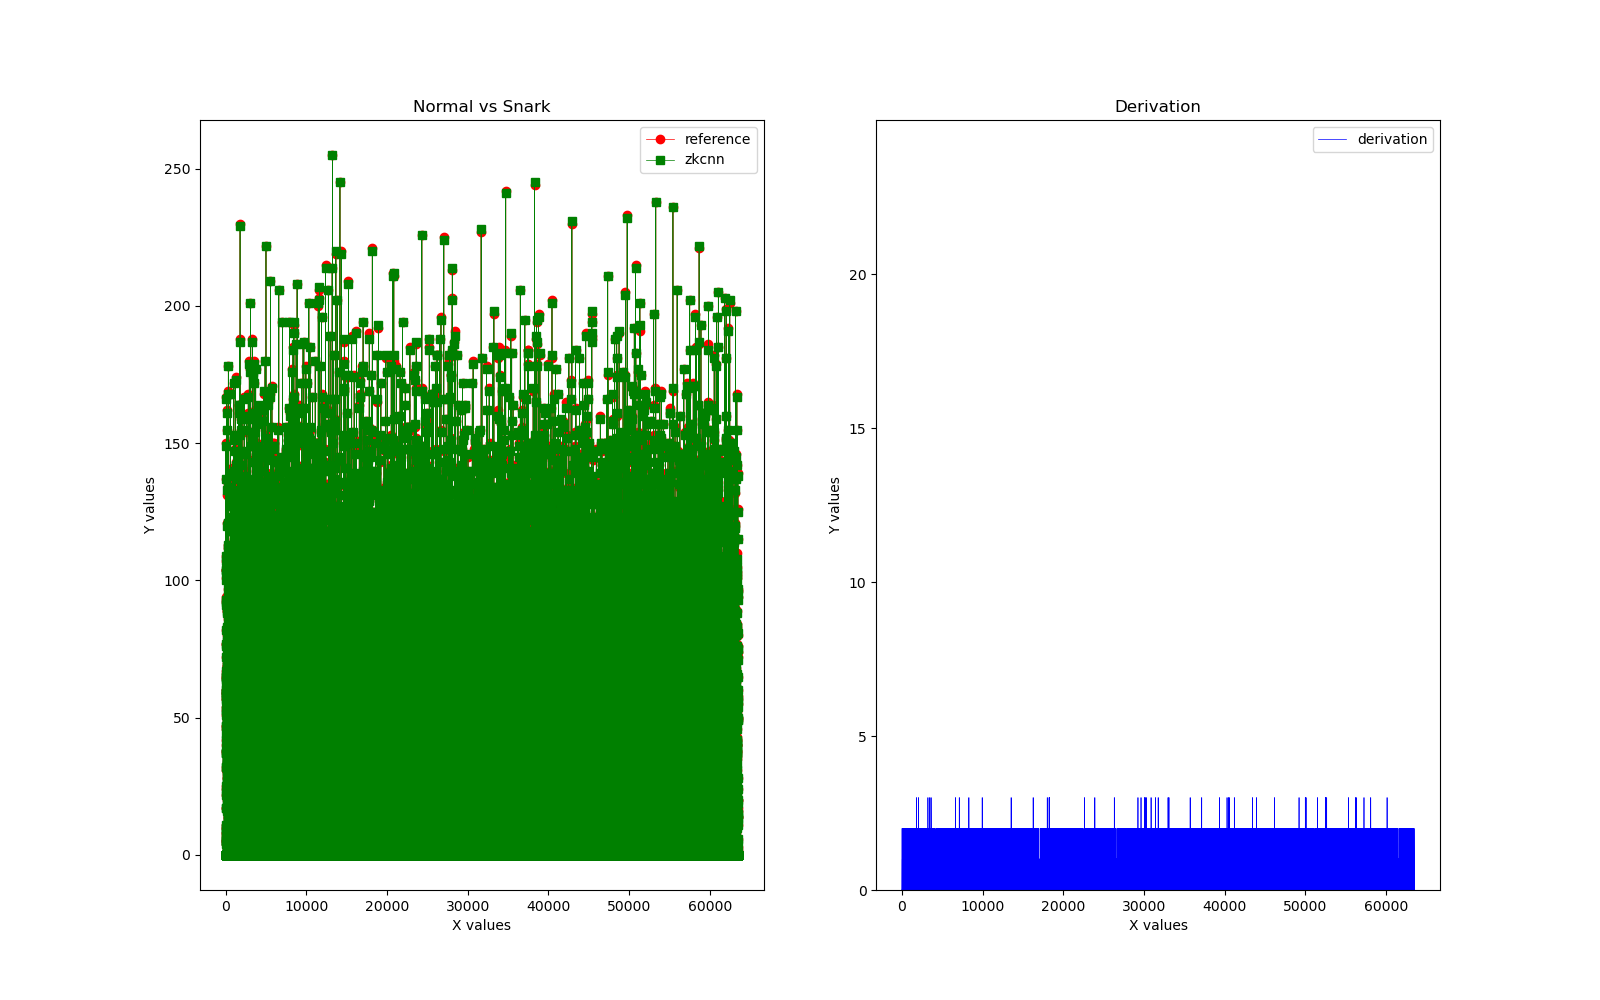 Normal vs Snark
reference
zkcnn
250
200
150
100
50
0
Y values
0 10000 20000 30000 40000 50000 60000
X values
Derivation
derivation
20
15
10
5
0
Y values
0 10000 20000 30000 40000 50000 60000
X values